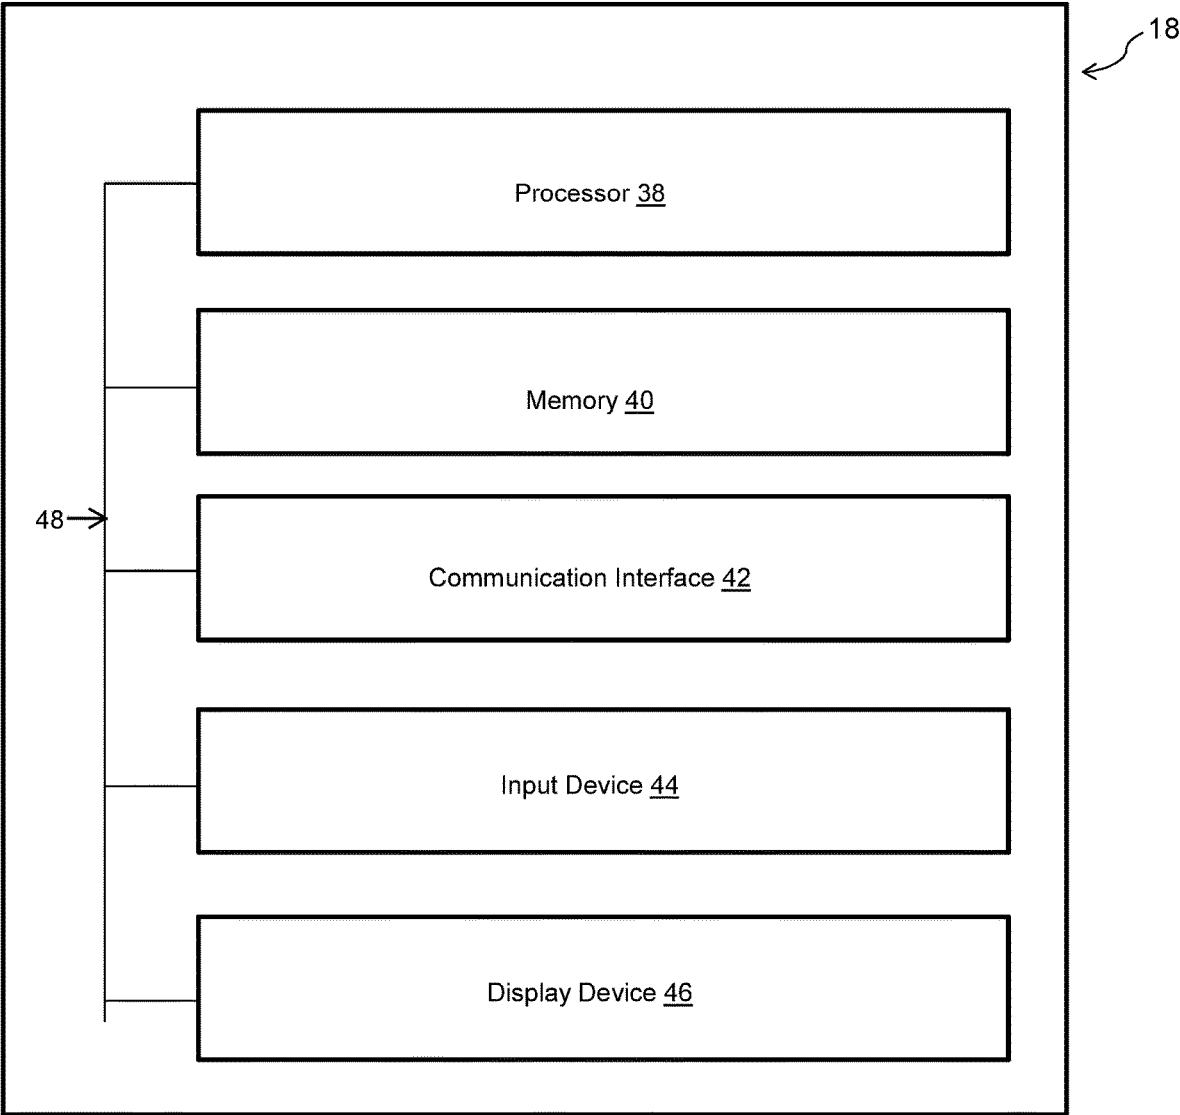 18
Processor 38
Memory 40
48
Communication Interface 42
Input Device 44
Display Device 46